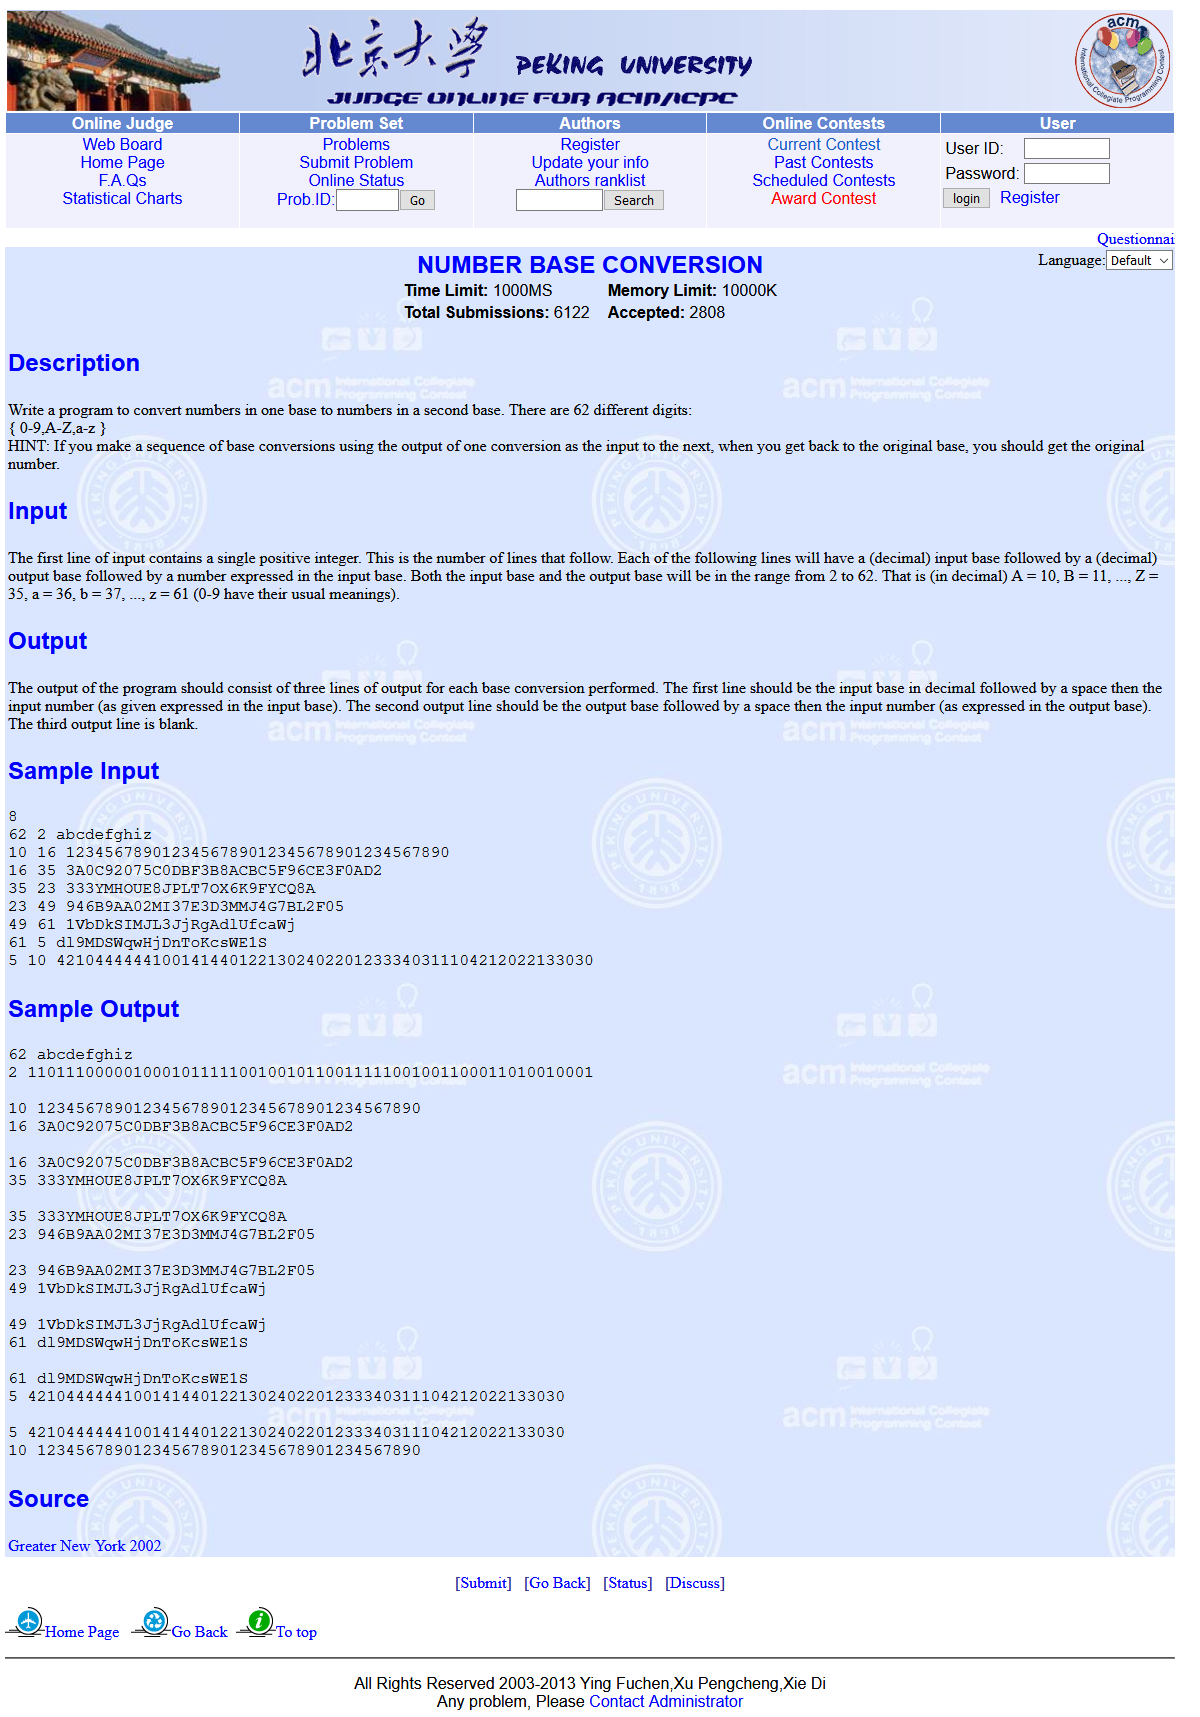 北京大学 PEKING UNIVERSITY
JUDGE ONLINE FOR ACM/ICPC
acm
International Collegiate Programming Contest
Online Judge Problem Set Authors Online Contests User
Web Board Problems Register Current Contest User ID:
Home Page Submit Problem Update your info Past Contests Password:
F.A.Qs Online Status Authors ranklist Scheduled Contests login Register
Statistical Charts Prob.ID: Go Search Award Contest
Questionnai
NUMBER BASE CONVERSION
Language: Default
Time Limit: 1000MS Memory Limit: 10000K
Total Submissions: 6122 Accepted: 2808
Description
Write a program to convert numbers in one base to numbers in a second base. There are 62 different digits:
{ 0-9,A-Z,a-z }
HINT: If you make a sequence of base conversions using the output of one conversion as the input to the next, when you get back to the original base, you should get the original
number.
Input
The first line of input contains a single positive integer. This is the number of lines that follow. Each of the following lines will have a (decimal) input base followed by a (decimal)
output base followed by a number expressed in the input base. Both the input base and the output base will be in the range from 2 to 62. That is (in decimal) A = 10, B = 11, ..., Z =
35, a = 36, b = 37, ..., z = 61 (0-9 have their usual meanings).
Output
The output of the program should consist of three lines of output for each base conversion performed. The first line should be the input base in decimal followed by a space then the
input number (as given expressed in the input base). The second output line should be the output base followed by a space then the input number (as expressed in the output base).
The third output line is blank.
Sample Input
8
62 2 abcdefghiz
10 16 1234567890123456789012345678901234567890
16 35 3A0C92075C0DBF3B8ACBC5F96CE3F0AD2
35 23 333YMHOUE8JPLT7OX6K9FYCQ8A
23 49 946B9AA02MI37E3D3MMJ4G7BL2F05
49 61 1VbDkSIMJL3JjRgAdlUfcaWj
61 5 dl9MDSWqwHjDnToKcsWE1S
5 10 42104444441001414401221302402201233340311104212022133030
Sample Output
62 abcdefghiz
2 11011100000100010111110010010110011111001001100011010010001
10 1234567890123456789012345678901234567890
16 3A0C92075C0DBF3B8ACBC5F96CE3F0AD2
16 3A0C92075C0DBF3B8ACBC5F96CE3F0AD2
35 333YMHOUE8JPLT7OX6K9FYCQ8A
35 333YMHOUE8JPLT7OX6K9FYCQ8A
23 946B9AA02MI37E3D3MMJ4G7BL2F05
23 946B9AA02MI37E3D3MMJ4G7BL2F05
49 1VbDkSIMJL3JjRgAdlUfcaWj
49 1VbDkSIMJL3JjRgAdlUfcaWj
61 dl9MDSWqwHjDnToKcsWE1S
61 dl9MDSWqwHjDnToKcsWE1S
5 42104444441001414401221302402201233340311104212022133030
5 42104444441001414401221302402201233340311104212022133030
10 1234567890123456789012345678901234567890
Source
Greater New York 2002
[Submit] [Go Back] [Status] [Discuss]
Home Page Go Back To top
All Rights Reserved 2003-2013 Ying Fuchen,Xu Pengcheng,Xie Di
Any problem, Please Contact Administrator